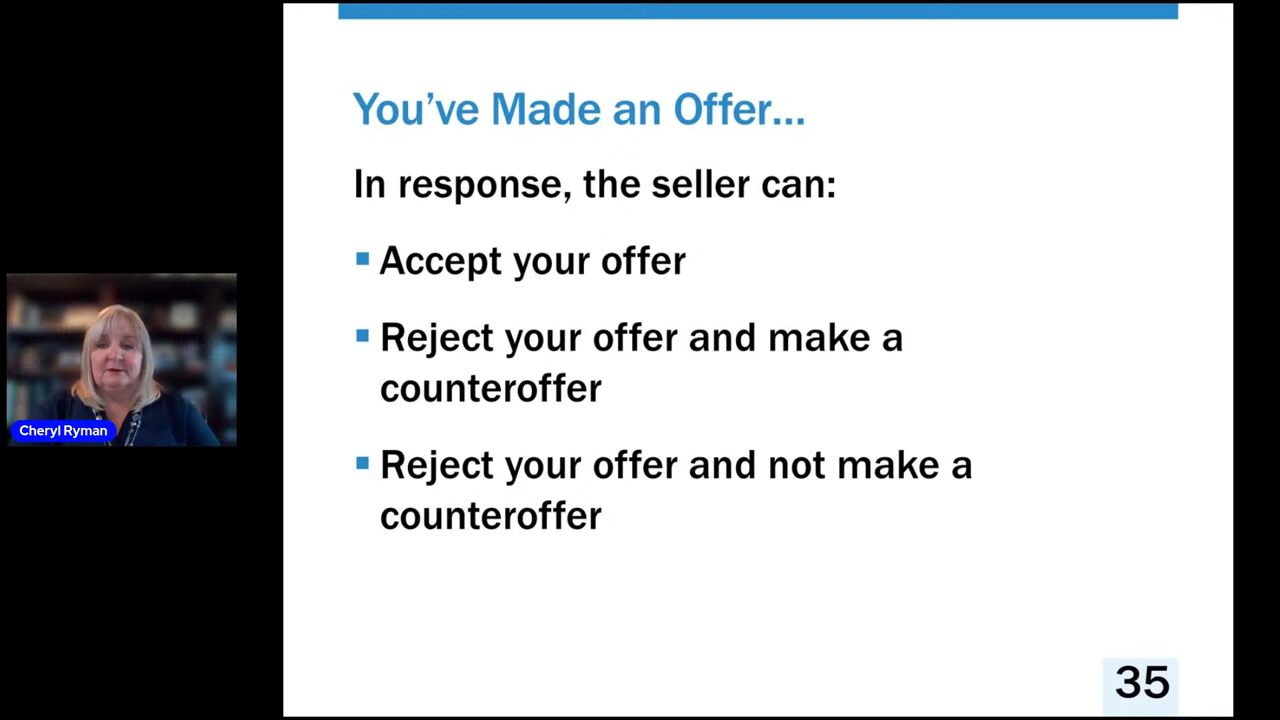 You've Made an Offer...
In response, the seller can:
▪ Accept your offer
▪ Reject your offer and make a
counteroffer
▪ Reject your offer and not make a
counteroffer
Cheryl Ryman
35